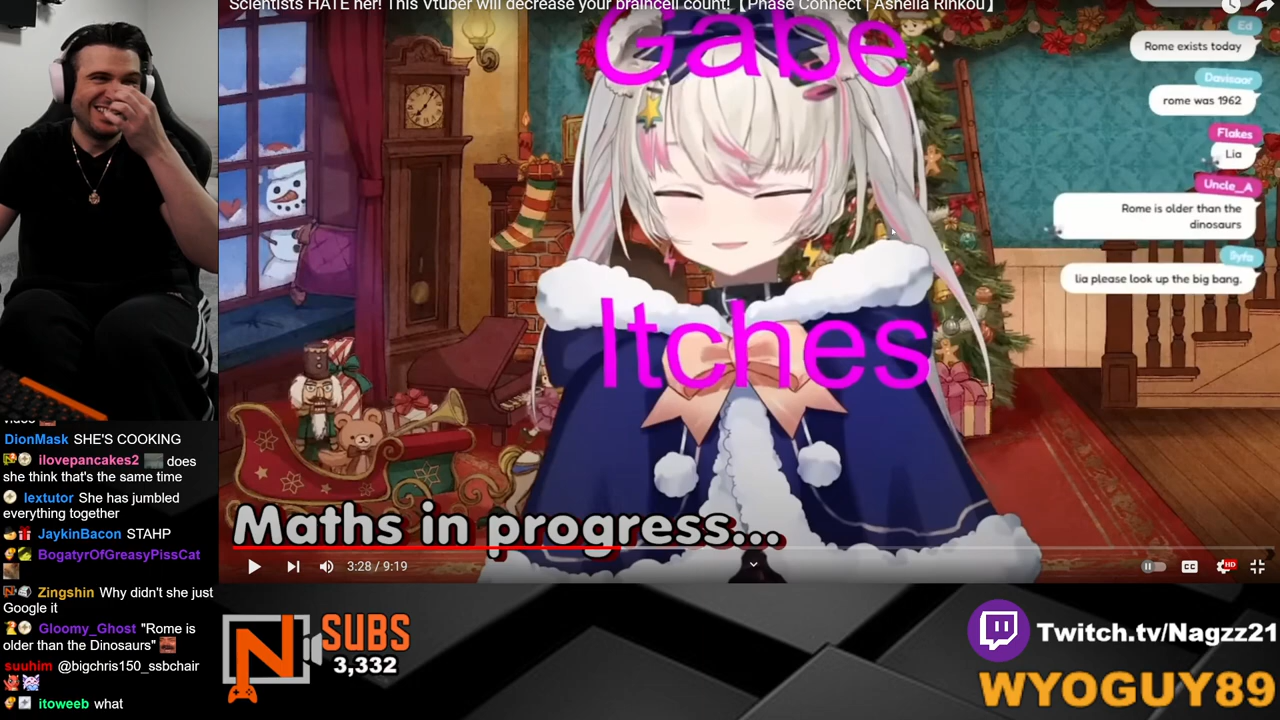 Scientists HATE her! This Vtuber will decrease your braincell count!【Phase Connect | Ashelia Rinkou】
Gabe
Itches
Ed
Rome exists today
Davisaar
rome was 1962
Flakes
Lia
Uncle_A
Rome is older than the
dinosaurs
lia please look up the big bang.
Maths in progress...
3:28 / 9:19
CC
HD
DionMask SHE'S COOKING
ilovepancakes2 does
she think that's the same time
lextutor She has jumbled
everything together
JaykinBacon STAHP
BogatyrOfGreasyPissCat
Zingshin Why didn't she just
Google it
Gloomy_Ghost "Rome is
older than the Dinosaurs"
suuhim @bigchris150_ssbchair
itoweeb what
N
SUBS
3,332
Twitch.tv/Nagzz21
WYOGUY89